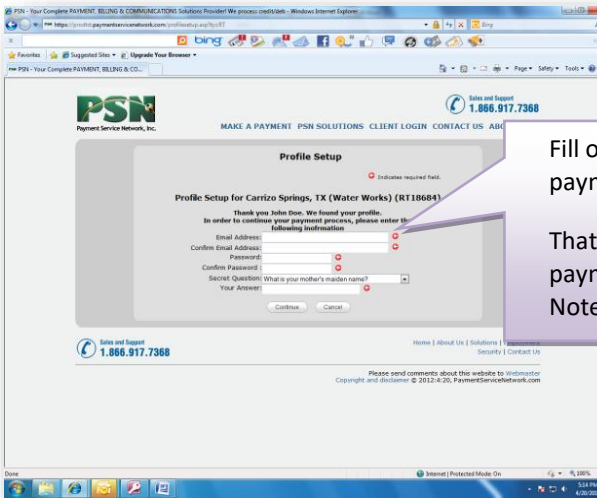 PSN - Your Complete PAYMENT, BILLING & COMMUNICATIONS Solutions Provider! We process credit/debi - Windows Internet Explorer
Bing
bing
Favorites Suggested Sites Upgrade Your Browser
PSN - Your Complete PAYMENT, BILLING & CO...
Page Safety Tools
PSN
Payment Service Network, Inc.
Sales and Support
1.866.917.7368
MAKE A PAYMENT PSN SOLUTIONS CLIENT LOGIN CONTACT US
Profile Setup
Indicates required field.
Profile Setup for Carrizo Springs, TX (Water Works) (RT18684)
Thank you John Doe. We found your profile.
In order to continue your payment process, please enter the
following inofrmation
Email Address:
Confirm Email Address:
Password:
Confirm Password :
Secret Question: What is your mother's maiden name?
Your Answer:
Continue Cancel
Fill o
payn
That
payn
Note
Sales and Support
1.866.917.7368
Home | About Us | Solutions |
Security | Contact Us
Please send comments about this website to Webmaster
Copyright and disclaimer © 2012:4:20, PaymentServiceNetwork.com
Done
Internet | Protected Mode: On
100%
5:14 PM